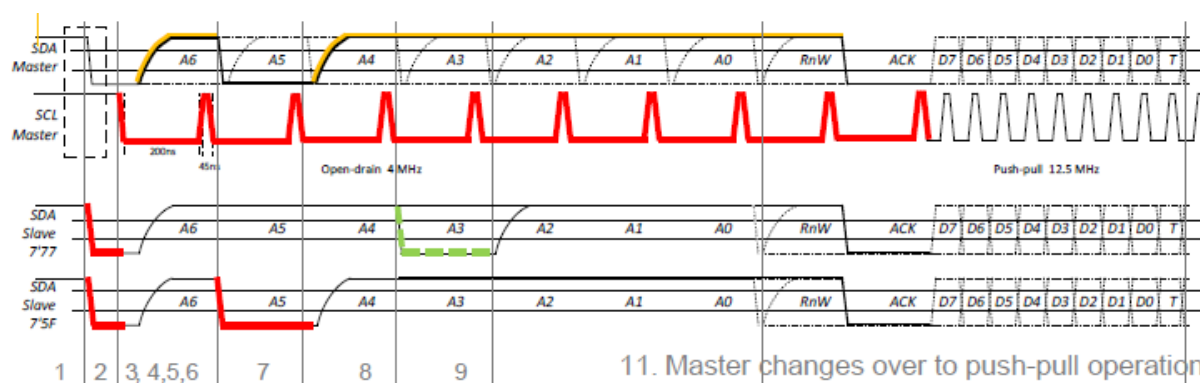 SDA A6 A5 A4 A3 A2 A1 A0 RnW ACK D7 D6 D5 D4 D3 D2 D1 D0 T
Master
SCL
Master
200ns
45ns
Open-drain 4 MHz
Push-pull 12.5 MHz
SDA
Slave A6 A5 A4 A3 A2 A1 A0 RnW ACK D7 D6 D5 D4 D3 D2 D1 D0 T
7'77
SDA
Slave A6 A5 A4 A3 A2 A1 A0 RnW ACK D7 D6 D5 D4 D3 D2 D1 D0 T
7'5F
1 2 3, 4,5,6 7 8 9 11. Master changes over to push-pull operation